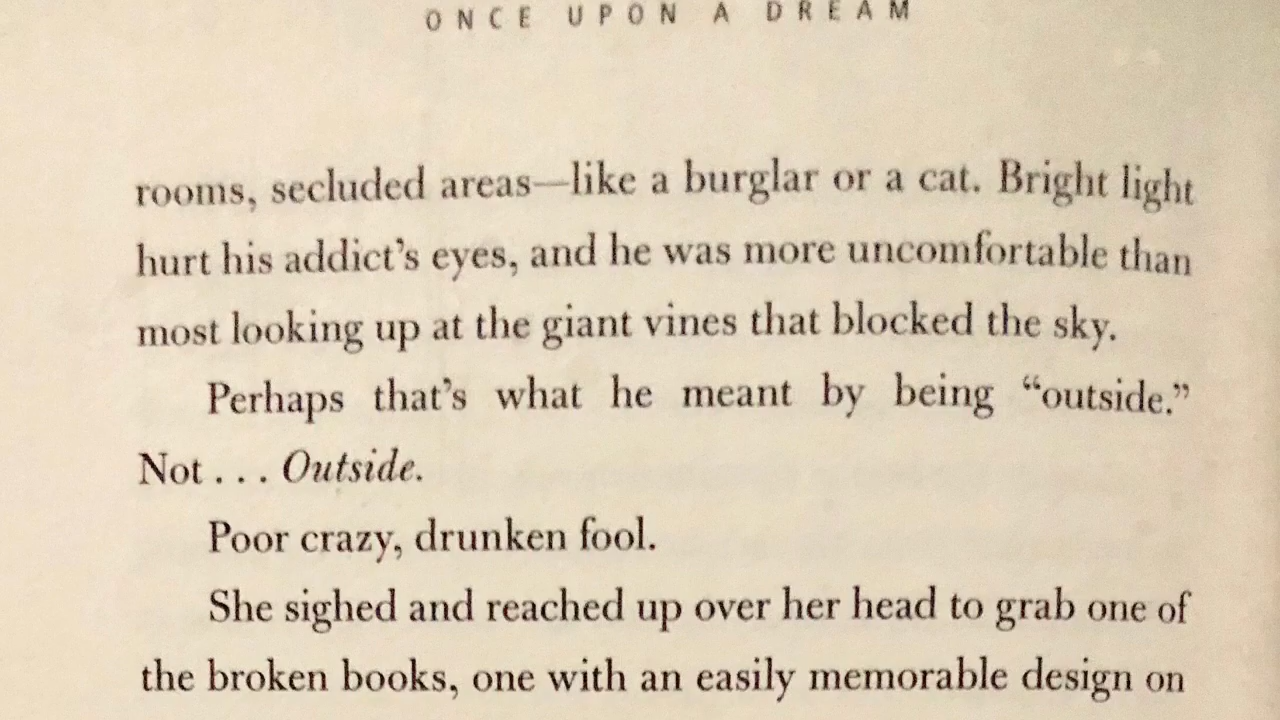 ONCE UPON A DREAM
rooms, secluded areas—like a burglar or a cat. Bright light
hurt his addict’s eyes, and he was more uncomfortable than
most looking up at the giant vines that blocked the sky.
Perhaps that’s what he meant by being “outside.”
Not . . . Outside.
Poor crazy, drunken fool.
She sighed and reached up over her head to grab one of
the broken books, one with an easily memorable design on